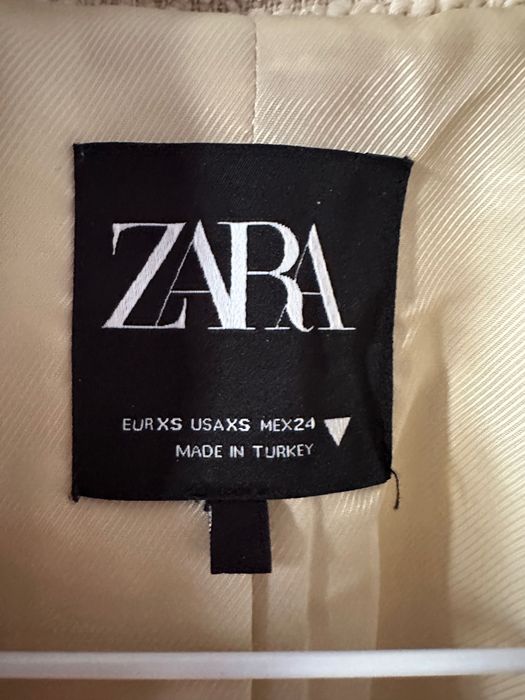 ZARA
EUR XS USA XS MEX 24
MADE IN TURKEY